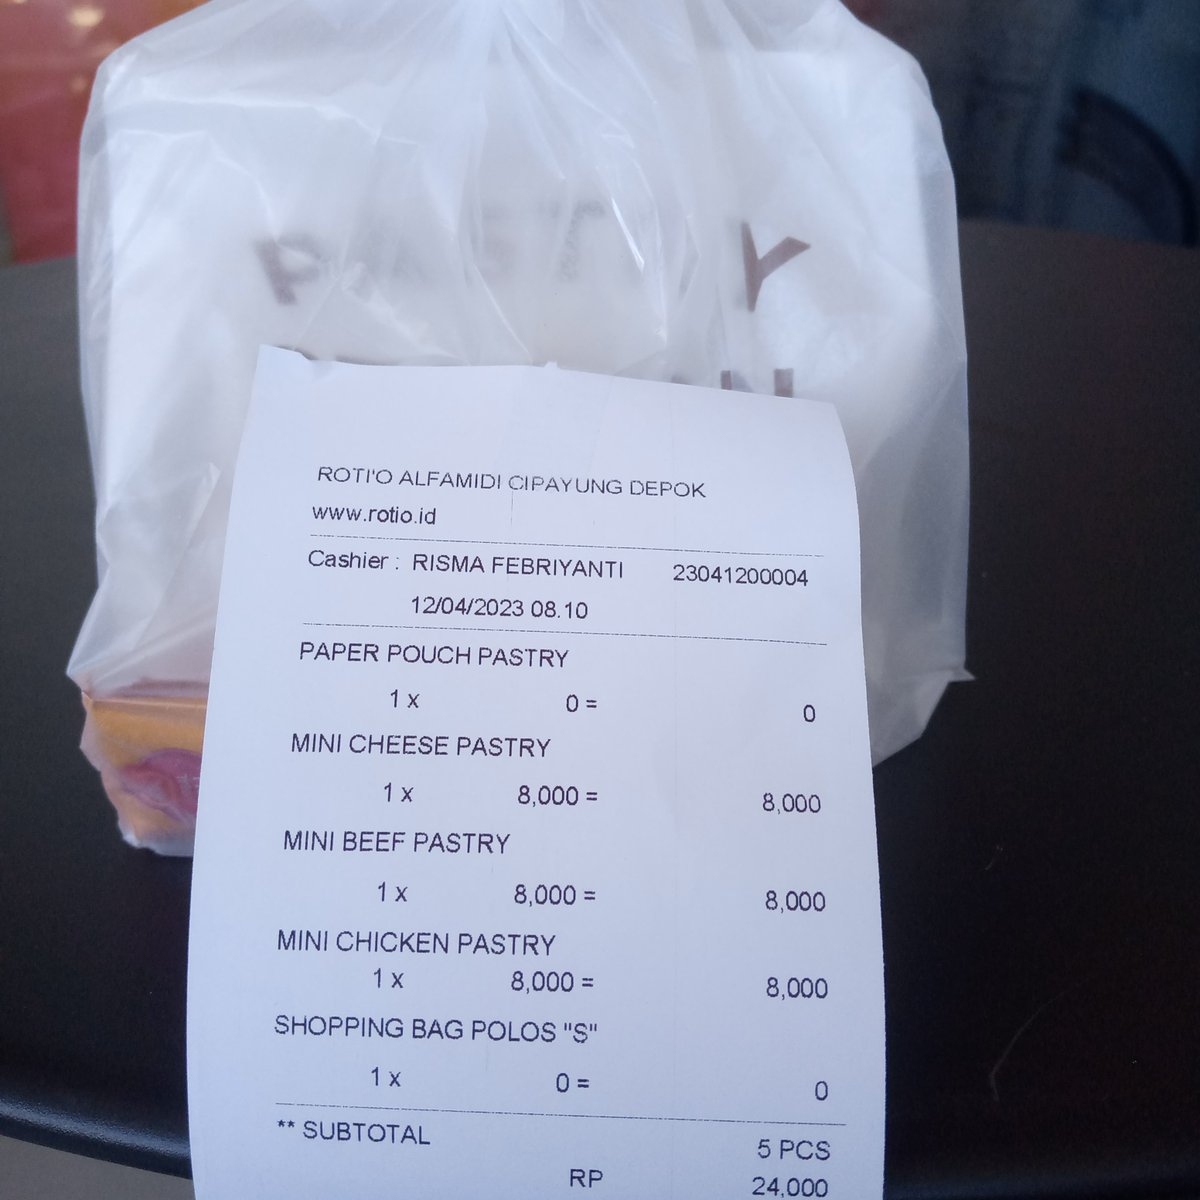 ROTI'O ALFAMIDI CIPAYUNG DEPOK
www.rotio.id
Cashier : RISMA FEBRIYANTI 23041200004
12/04/2023 08.10
PAPER POUCH PASTRY
1 x 0 = 0
MINI CHEESE PASTRY
1 x 8,000 = 8,000
MINI BEEF PASTRY
1 x 8,000 = 8,000
MINI CHICKEN PASTRY
1 x 8,000 = 8,000
SHOPPING BAG POLOS "S"
1 x 0 = 0
** SUBTOTAL 5 PCS
RP 24,000